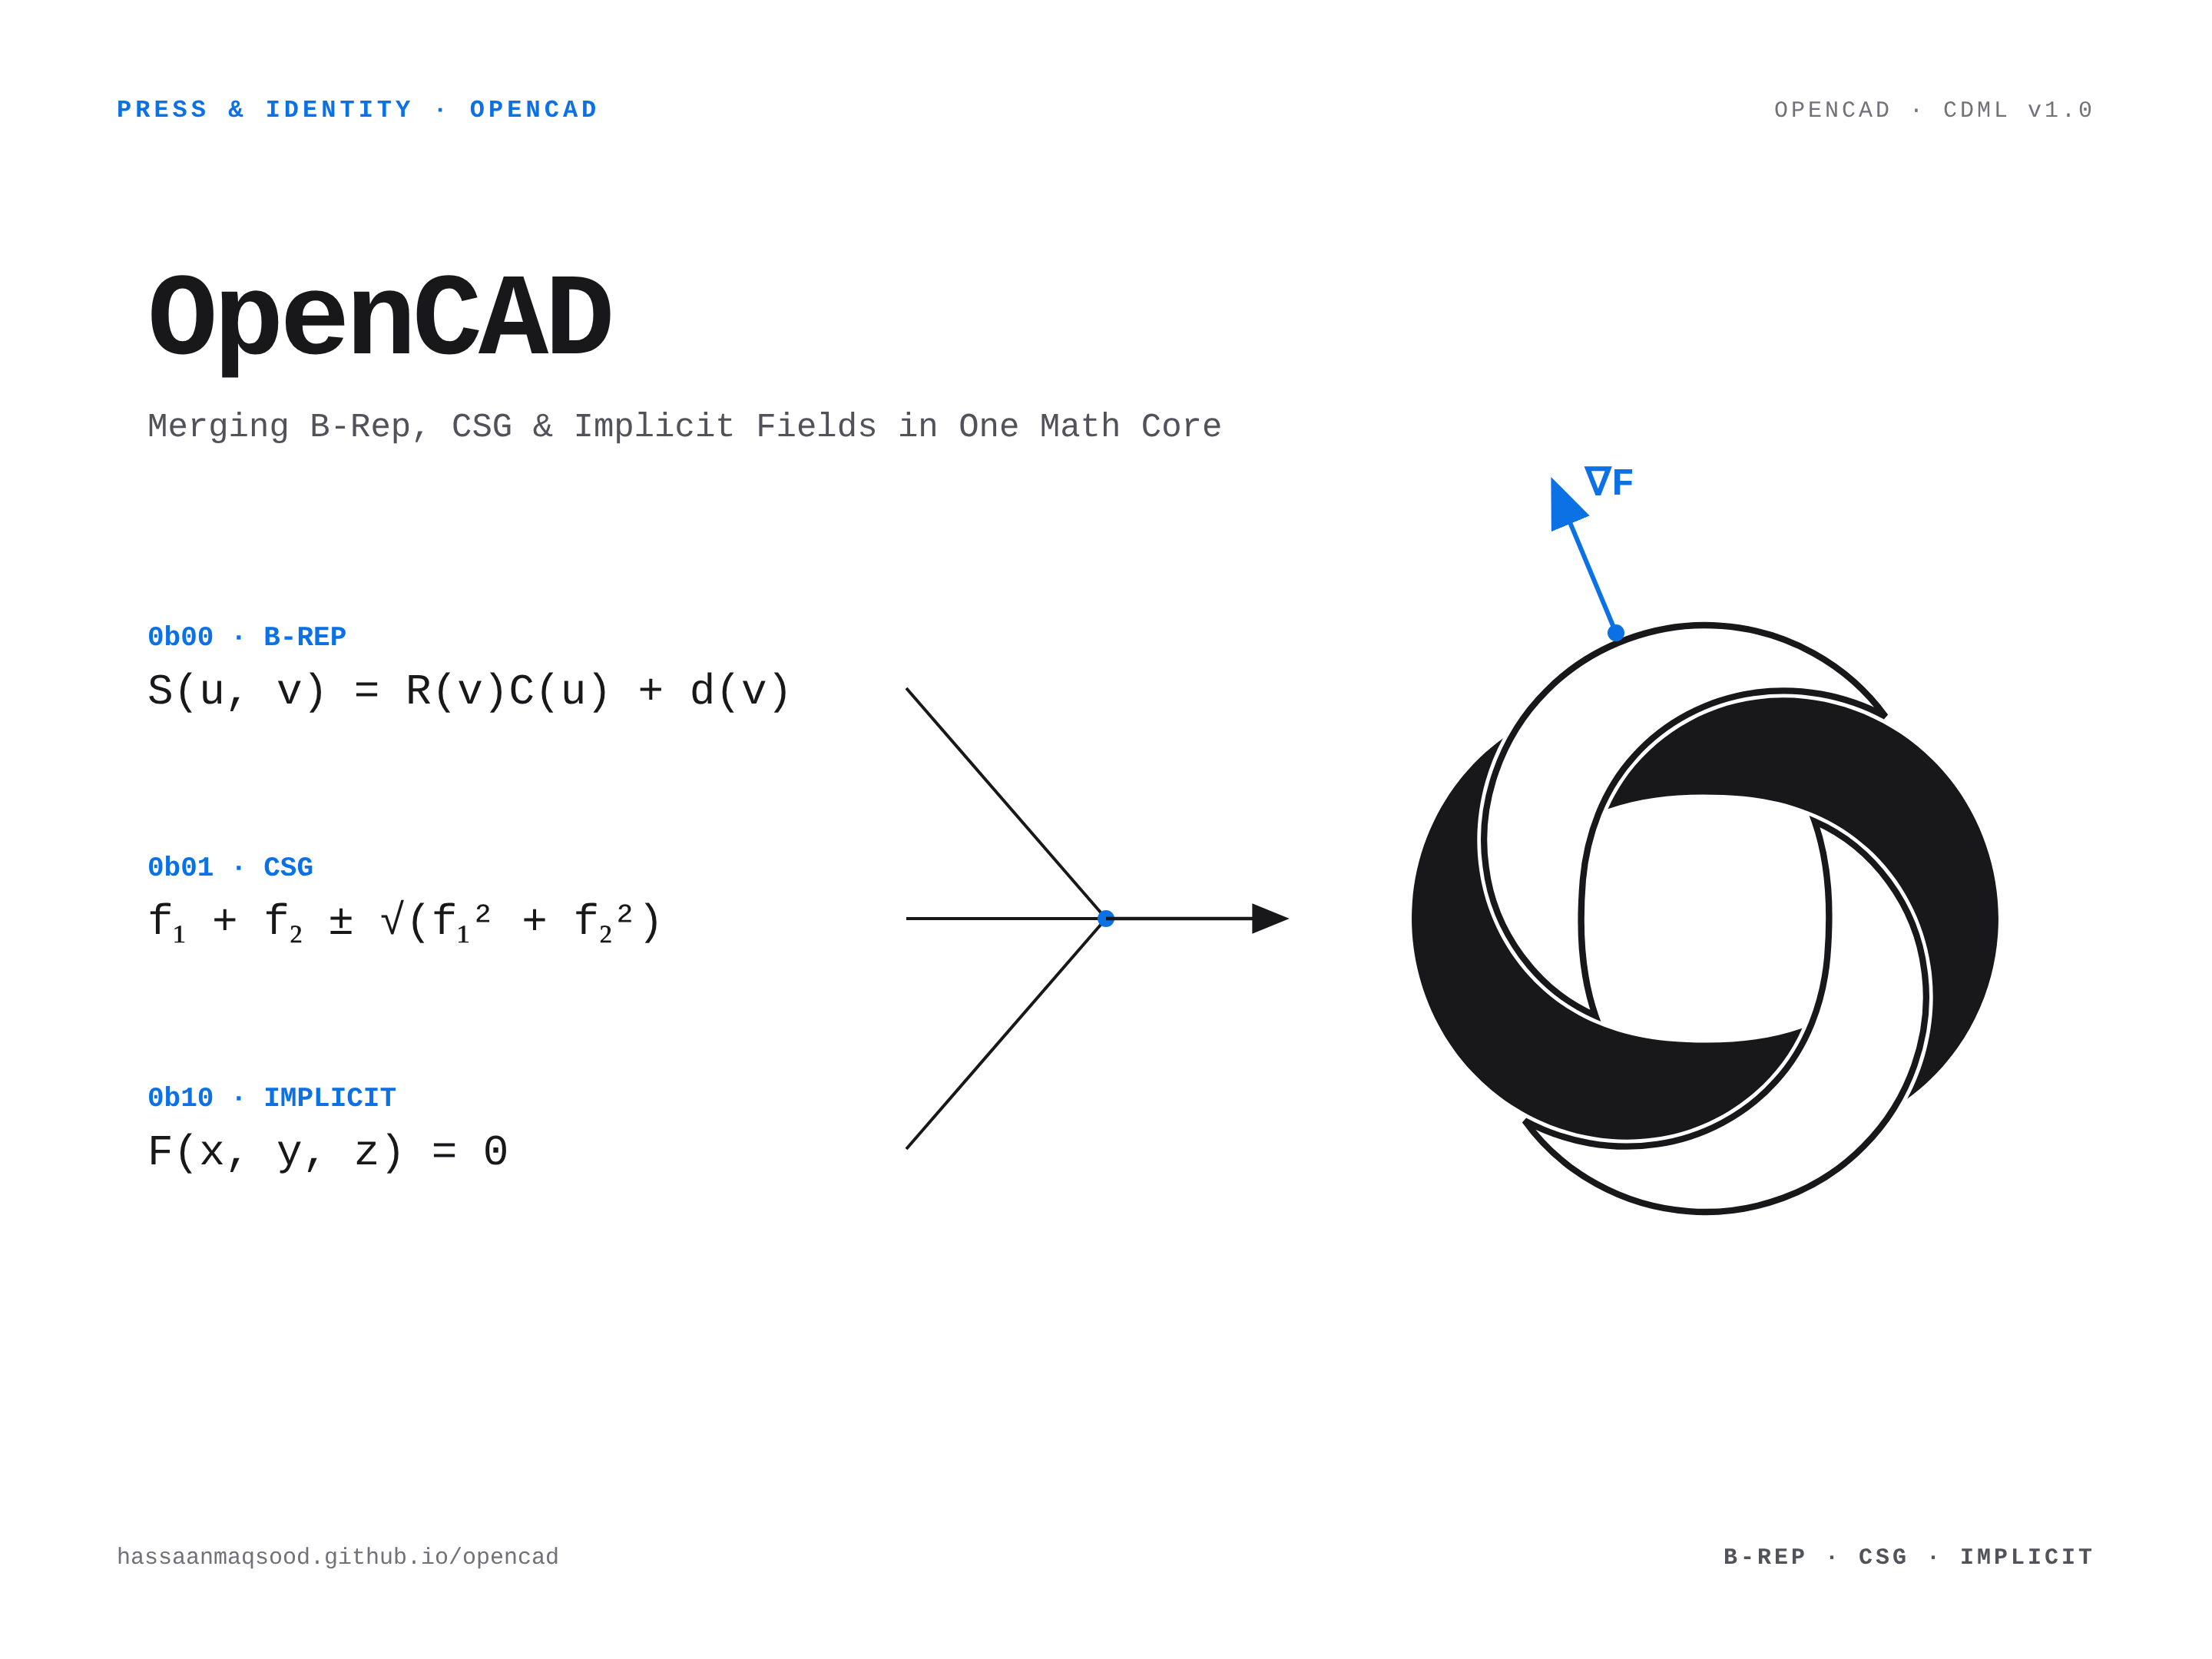 PRESS & IDENTITY · OPENCAD
OPENCAD · CDML v1.0
OpenCAD
Merging B-Rep, CSG & Implicit Fields in One Math Core
∇F
0b00 · B-REP
S(u, v) = R(v)C(u) + d(v)
0b01 · CSG
f₁ + f₂ ± √(f₁² + f₂²)
0b10 · IMPLICIT
F(x, y, z) = 0
hassaanmaqsood.github.io/opencad
B-REP · CSG · IMPLICIT